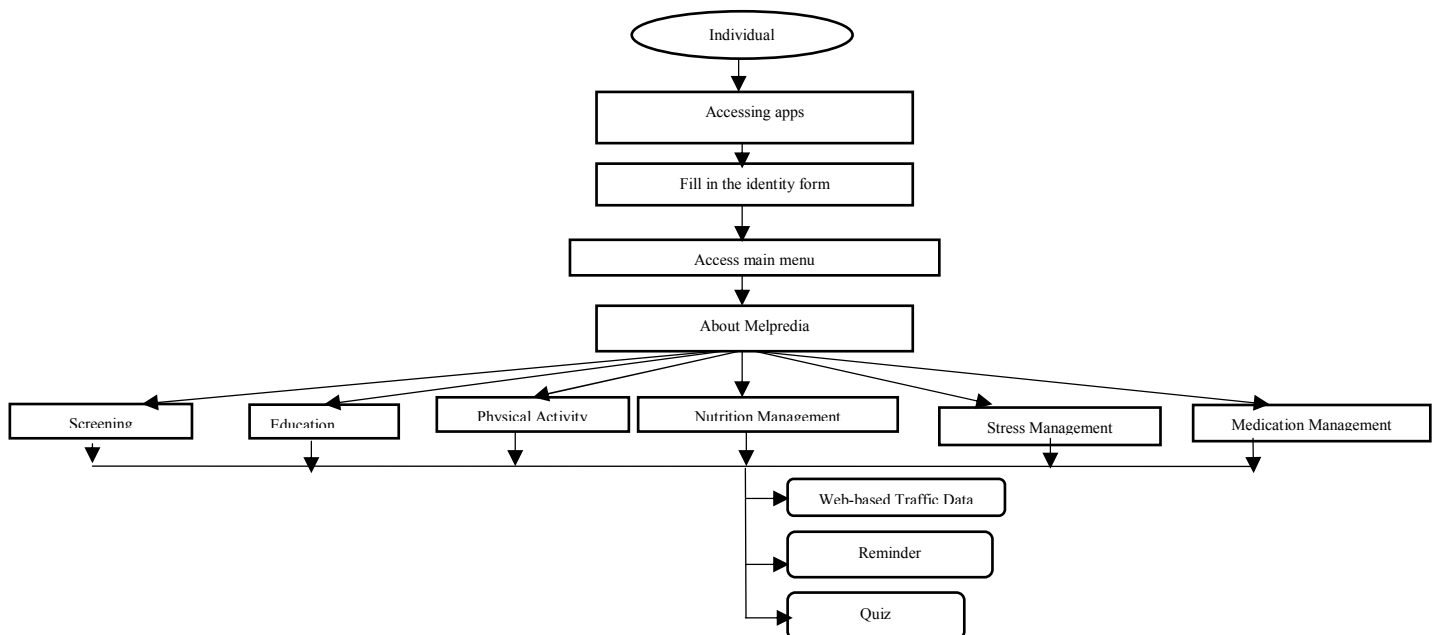 Individual
Accessing apps
Fill in the identity form
Access main menu
About Melpredia
Screening
Education
Physical Activity
Nutrition Management
Stress Management
Medication Management
Web-based Traffic Data
Reminder
Quiz